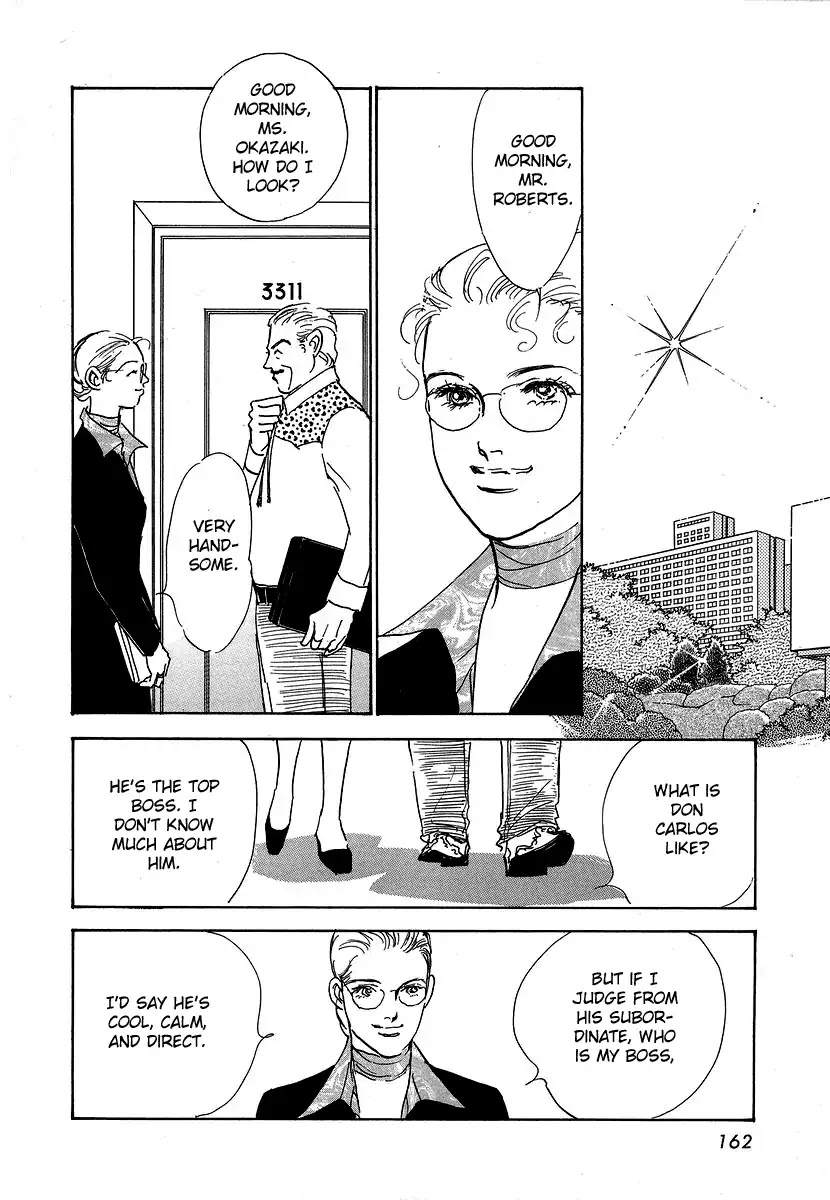 GOOD
MORNING,
MR.
ROBERTS.
GOOD
MORNING,
MS.
OKAZAKI.
HOW DO I
LOOK?
3311
VERY
HAND-
SOME.
WHAT IS
DON
CARLOS
LIKE?
HE'S THE TOP
BOSS. I
DON'T KNOW
MUCH ABOUT
HIM.
BUT IF I
JUDGE FROM
HIS SUBOR-
DINATE, WHO
IS MY BOSS,
I'D SAY HE'S
COOL, CALM,
AND DIRECT.
162